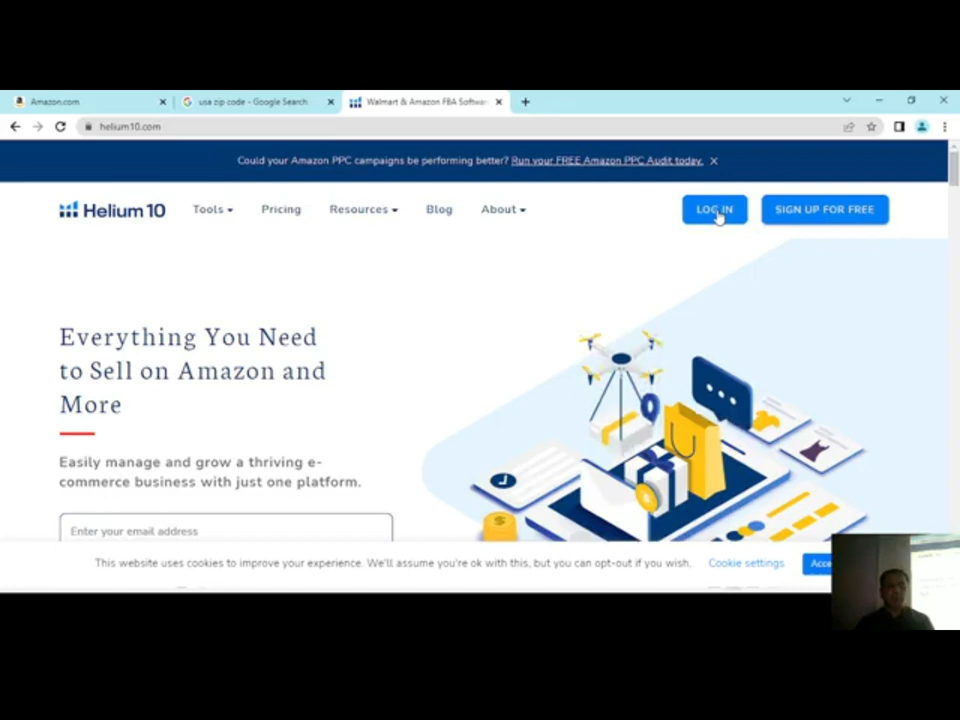 Amazon.com
usa zip code - Google Search
Walmart & Amazon FBA Software
helium10.com
Could your Amazon PPC campaigns be performing better? Run your FREE Amazon PPC Audit today.
Helium 10 Tools Pricing Resources Blog About LOG IN SIGN UP FOR FREE
Everything You Need
to Sell on Amazon and
More
Easily manage and grow a thriving e-
commerce business with just one platform.
Enter your email address
This website uses cookies to improve your experience. We'll assume you're ok with this, but you can opt-out if you wish. Cookie settings